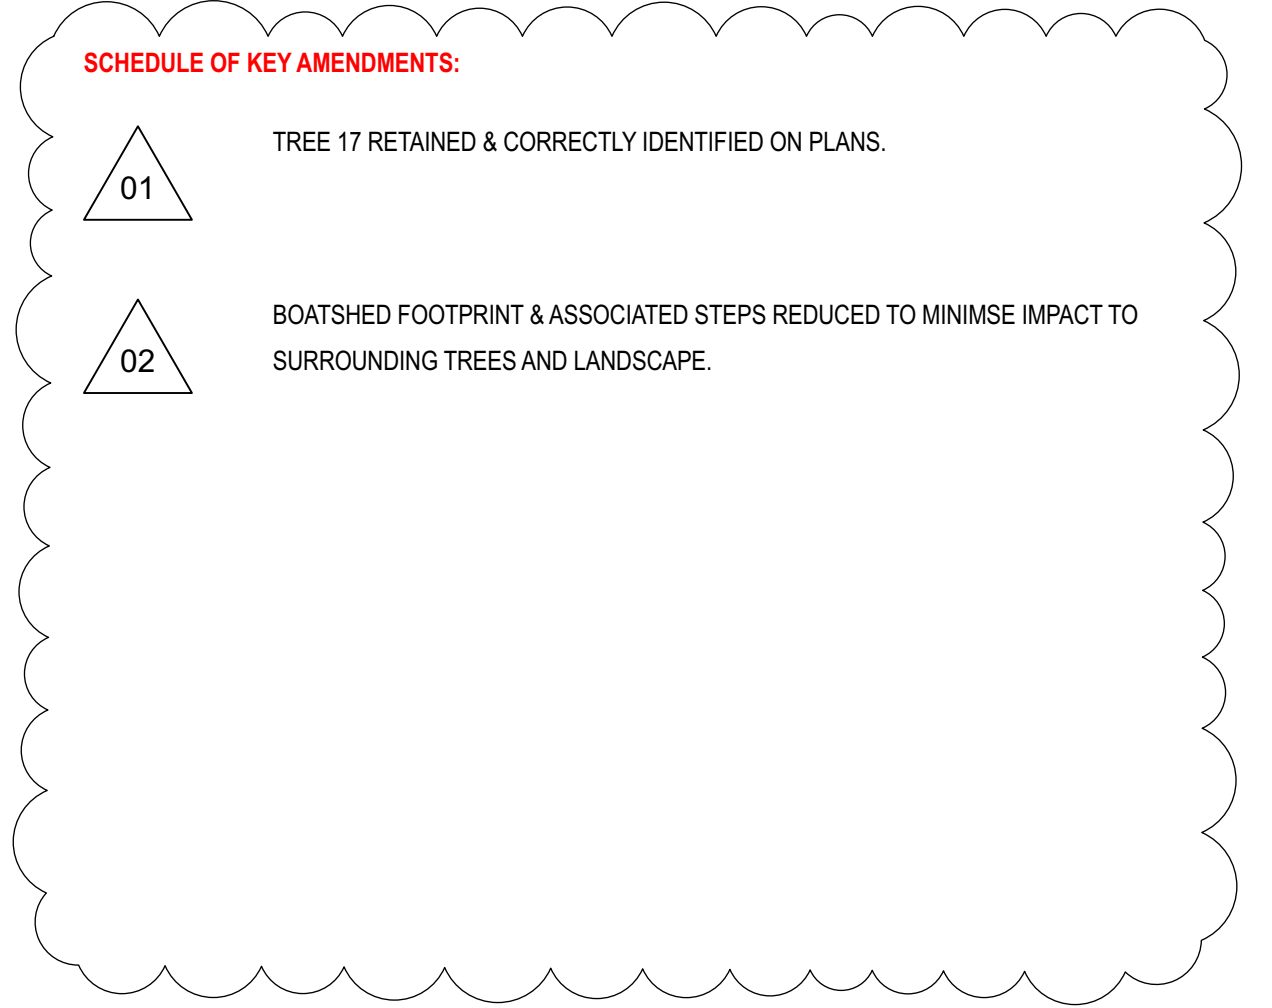 SCHEDULE OF KEY AMENDMENTS:
01
TREE 17 RETAINED & CORRECTLY IDENTIFIED ON PLANS.
02
BOATSHED FOOTPRINT & ASSOCIATED STEPS REDUCED TO MINIMSE IMPACT TO
SURROUNDING TREES AND LANDSCAPE.